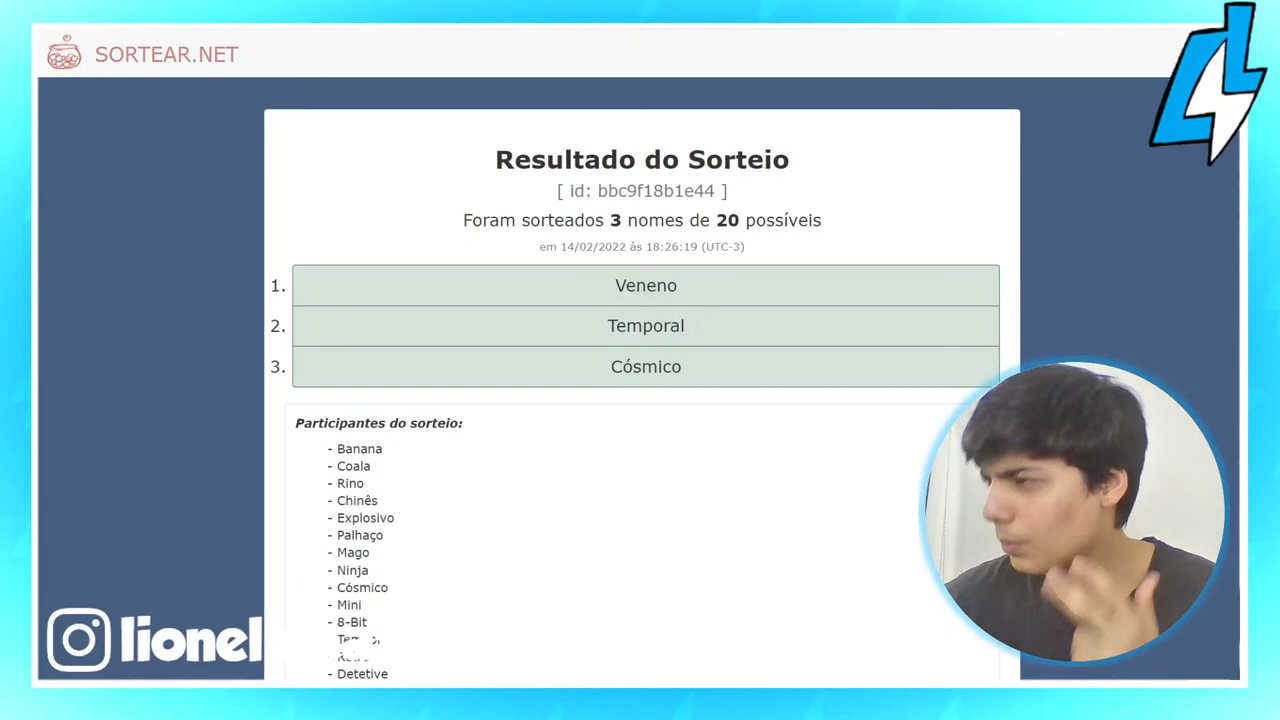 SORTEAR.NET
Resultado do Sorteio
[ id: bbc9f18b1e44 ]
Foram sorteados 3 nomes de 20 possíveis
em 14/02/2022 às 18:26:19 (UTC-3)
1. Veneno
2. Temporal
3. Cósmico
Participantes do sorteio:
- Banana
- Coala
- Rino
- Chinês
- Explosivo
- Palhaço
- Mago
- Ninja
- Cósmico
- Mini
- 8-Bit
- Detetive
lionel